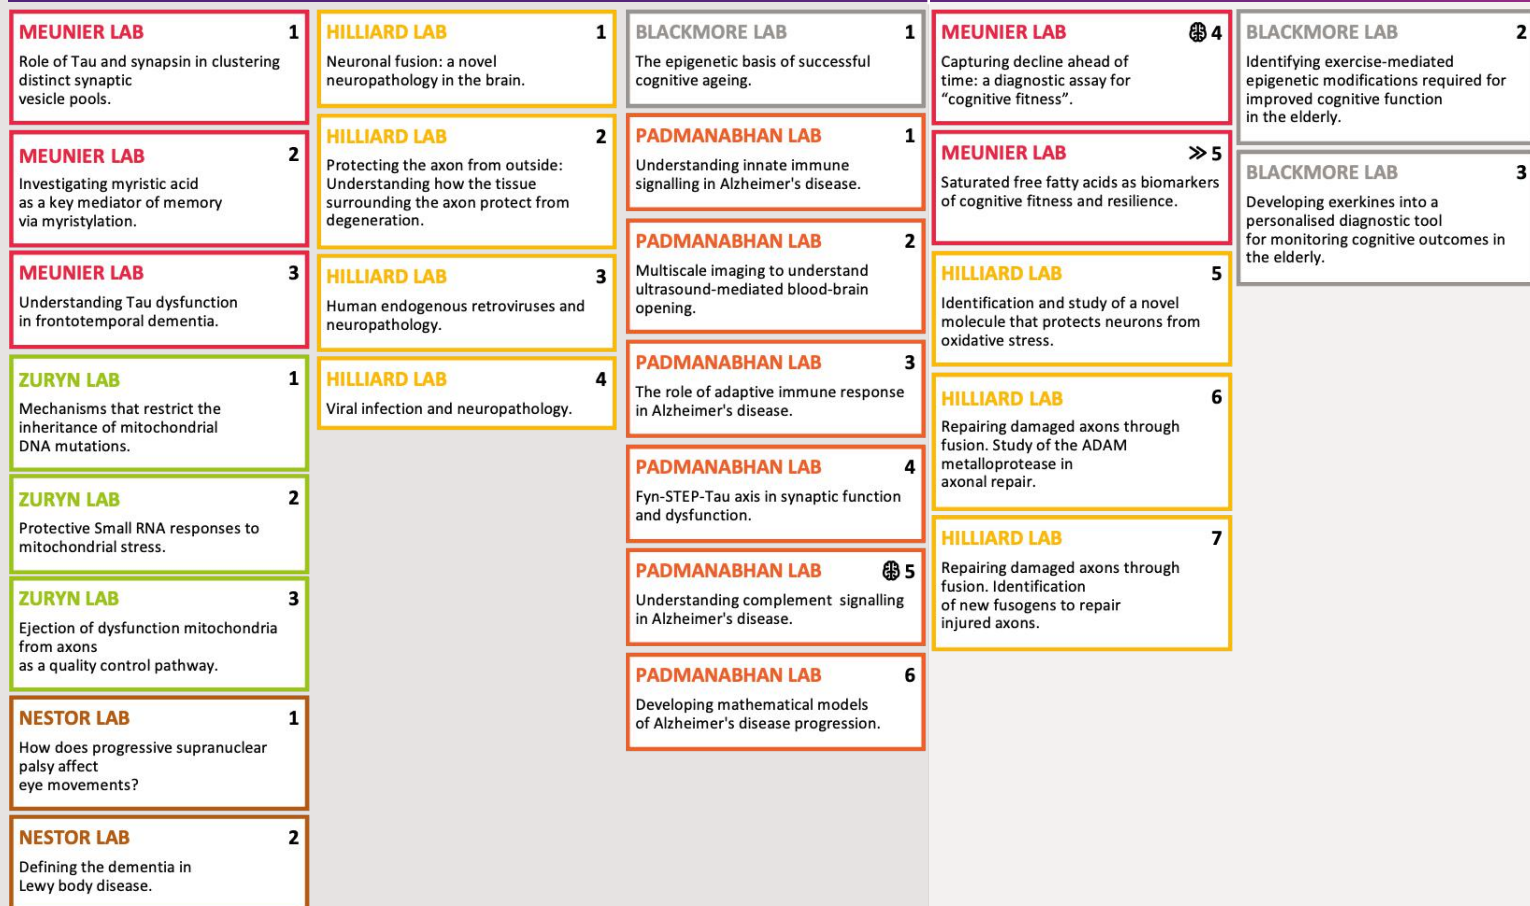 MEUNIER LAB 1
Role of Tau and synapsin in clustering
distinct synaptic
vesicle pools.
MEUNIER LAB 2
Investigating myristic acid
as a key mediator of memory
via myristylation.
MEUNIER LAB 3
Understanding Tau dysfunction
in frontotemporal dementia.
ZURYN LAB 1
Mechanisms that restrict the
inheritance of mitochondrial
DNA mutations.
ZURYN LAB 2
Protective Small RNA responses to
mitochondrial stress.
ZURYN LAB 3
Ejection of dysfunction mitochondria
from axons
as a quality control pathway.
NESTOR LAB 1
How does progressive supranuclear
palsy affect
eye movements?
NESTOR LAB 2
Defining the dementia in
Lewy body disease.
HILLIARD LAB 1
Neuronal fusion: a novel
neuropathology in the brain.
HILLIARD LAB 2
Protecting the axon from outside:
Understanding how the tissue
surrounding the axon protect from
degeneration.
HILLIARD LAB 3
Human endogenous retroviruses and
neuropathology.
HILLIARD LAB 4
Viral infection and neuropathology.
BLACKMORE LAB 1
The epigenetic basis of successful
cognitive ageing.
PADMANABHAN LAB 1
Understanding innate immune
signalling in Alzheimer's disease.
PADMANABHAN LAB 2
Multiscale imaging to understand
ultrasound-mediated blood-brain
opening.
PADMANABHAN LAB 3
The role of adaptive immune response
in Alzheimer's disease.
PADMANABHAN LAB 4
Fyn-STEP-Tau axis in synaptic function
and dysfunction.
PADMANABHAN LAB 5
Understanding complement signalling
in Alzheimer's disease.
PADMANABHAN LAB 6
Developing mathematical models
of Alzheimer's disease progression.
MEUNIER LAB 4
Capturing decline ahead of
time: a diagnostic assay for
“cognitive fitness”.
MEUNIER LAB >> 5
Saturated free fatty acids as biomarkers
of cognitive fitness and resilience.
HILLIARD LAB 5
Identification and study of a novel
molecule that protects neurons from
oxidative stress.
HILLIARD LAB 6
Repairing damaged axons through
fusion. Study of the ADAM
metalloprotease in
axonal repair.
HILLIARD LAB 7
Repairing damaged axons through
fusion. Identification
of new fusogens to repair
injured axons.
BLACKMORE LAB 2
Identifying exercise-mediated
epigenetic modifications required for
improved cognitive function
in the elderly.
BLACKMORE LAB 3
Developing exerkines into a
personalised diagnostic tool
for monitoring cognitive outcomes in
the elderly.